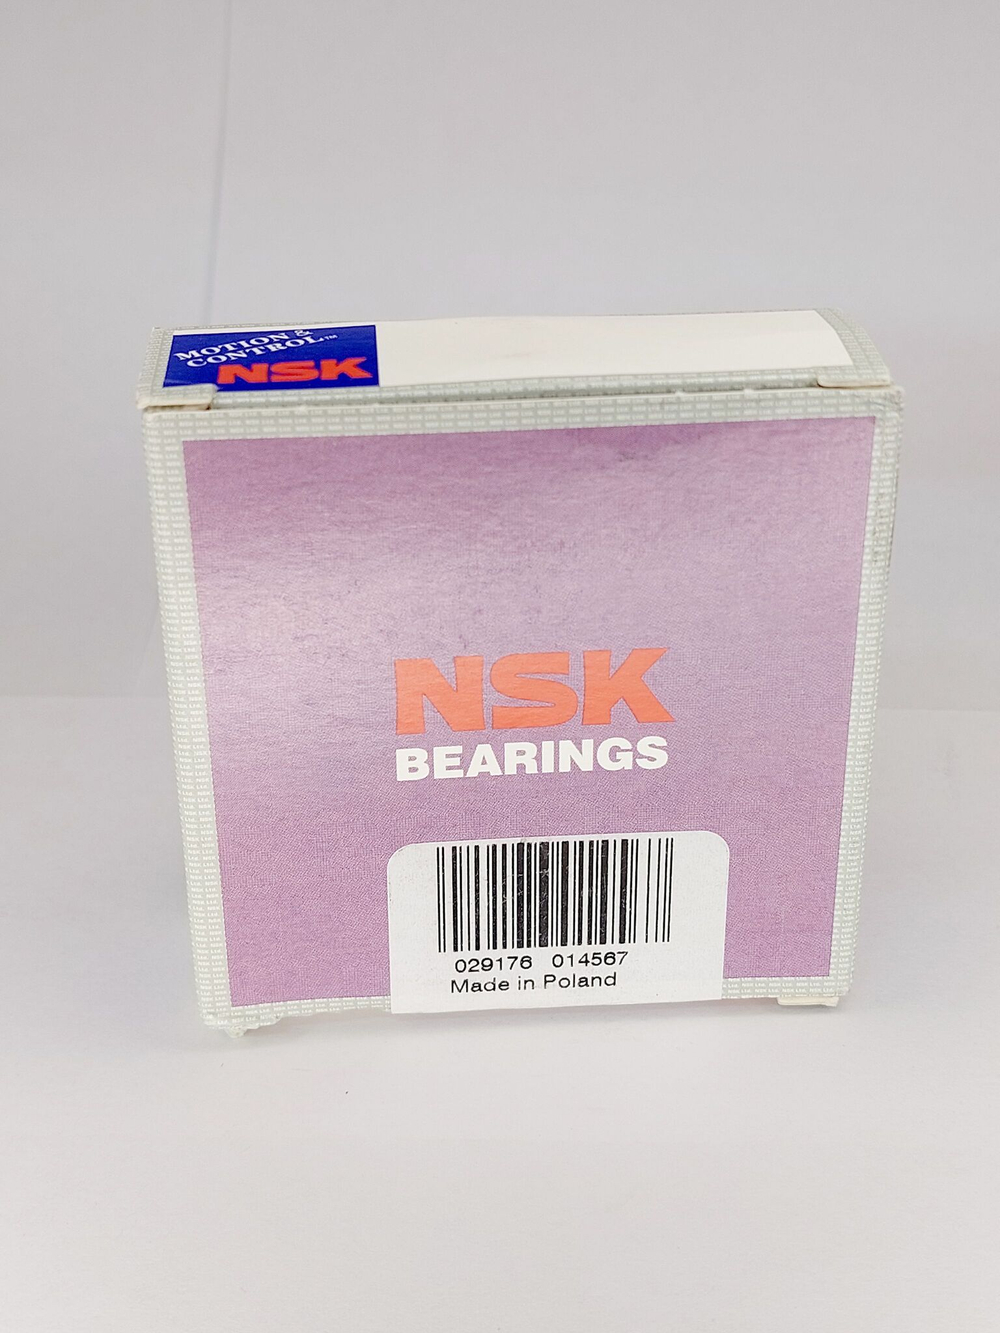 MOTION &
CONTROL™
NSK
NSK
BEARINGS
029176 014567
Made in Poland